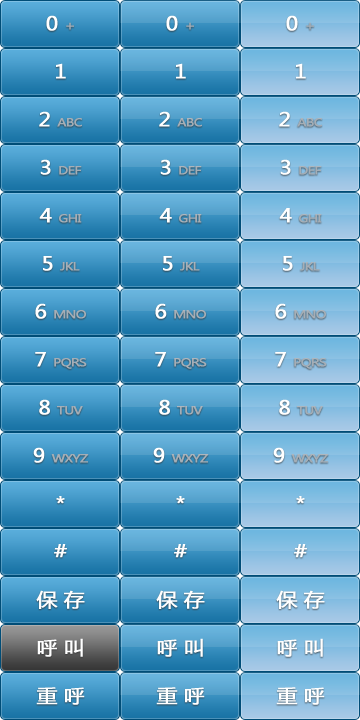 0 + 0 + 0 +
1 1 1
2 ABC 2 ABC 2 ABC
3 DEF 3 DEF 3 DEF
4 GHI 4 GHI 4 GHI
5 JKL 5 JKL 5 JKL
6 MNO 6 MNO 6 MNO
7 PQRS 7 PQRS 7 PQRS
8 TUV 8 TUV 8 TUV
9 WXYZ 9 WXYZ 9 WXYZ
* * *
# # #
保存 保存 保存
呼叫 呼叫 呼叫
重呼 重呼 重呼